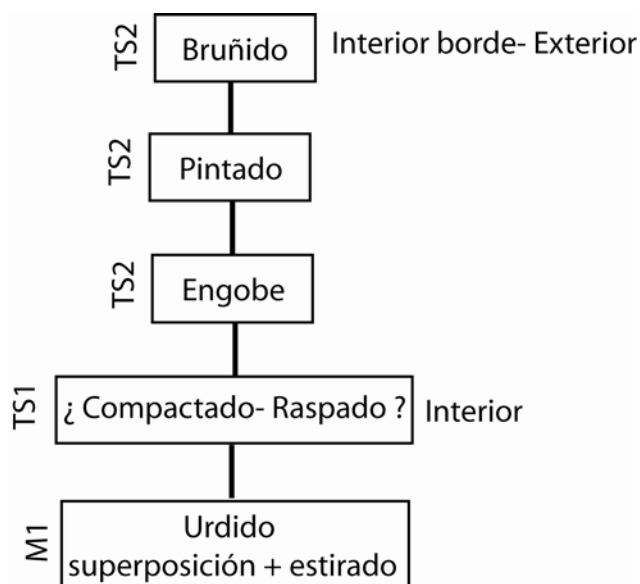 TS2
Bruñido
Interior borde- Exterior
TS2
Pintado
TS2
Engobe
TS1
¿ Compactado- Raspado ?
Interior
M1
Urdido
superposición + estirado